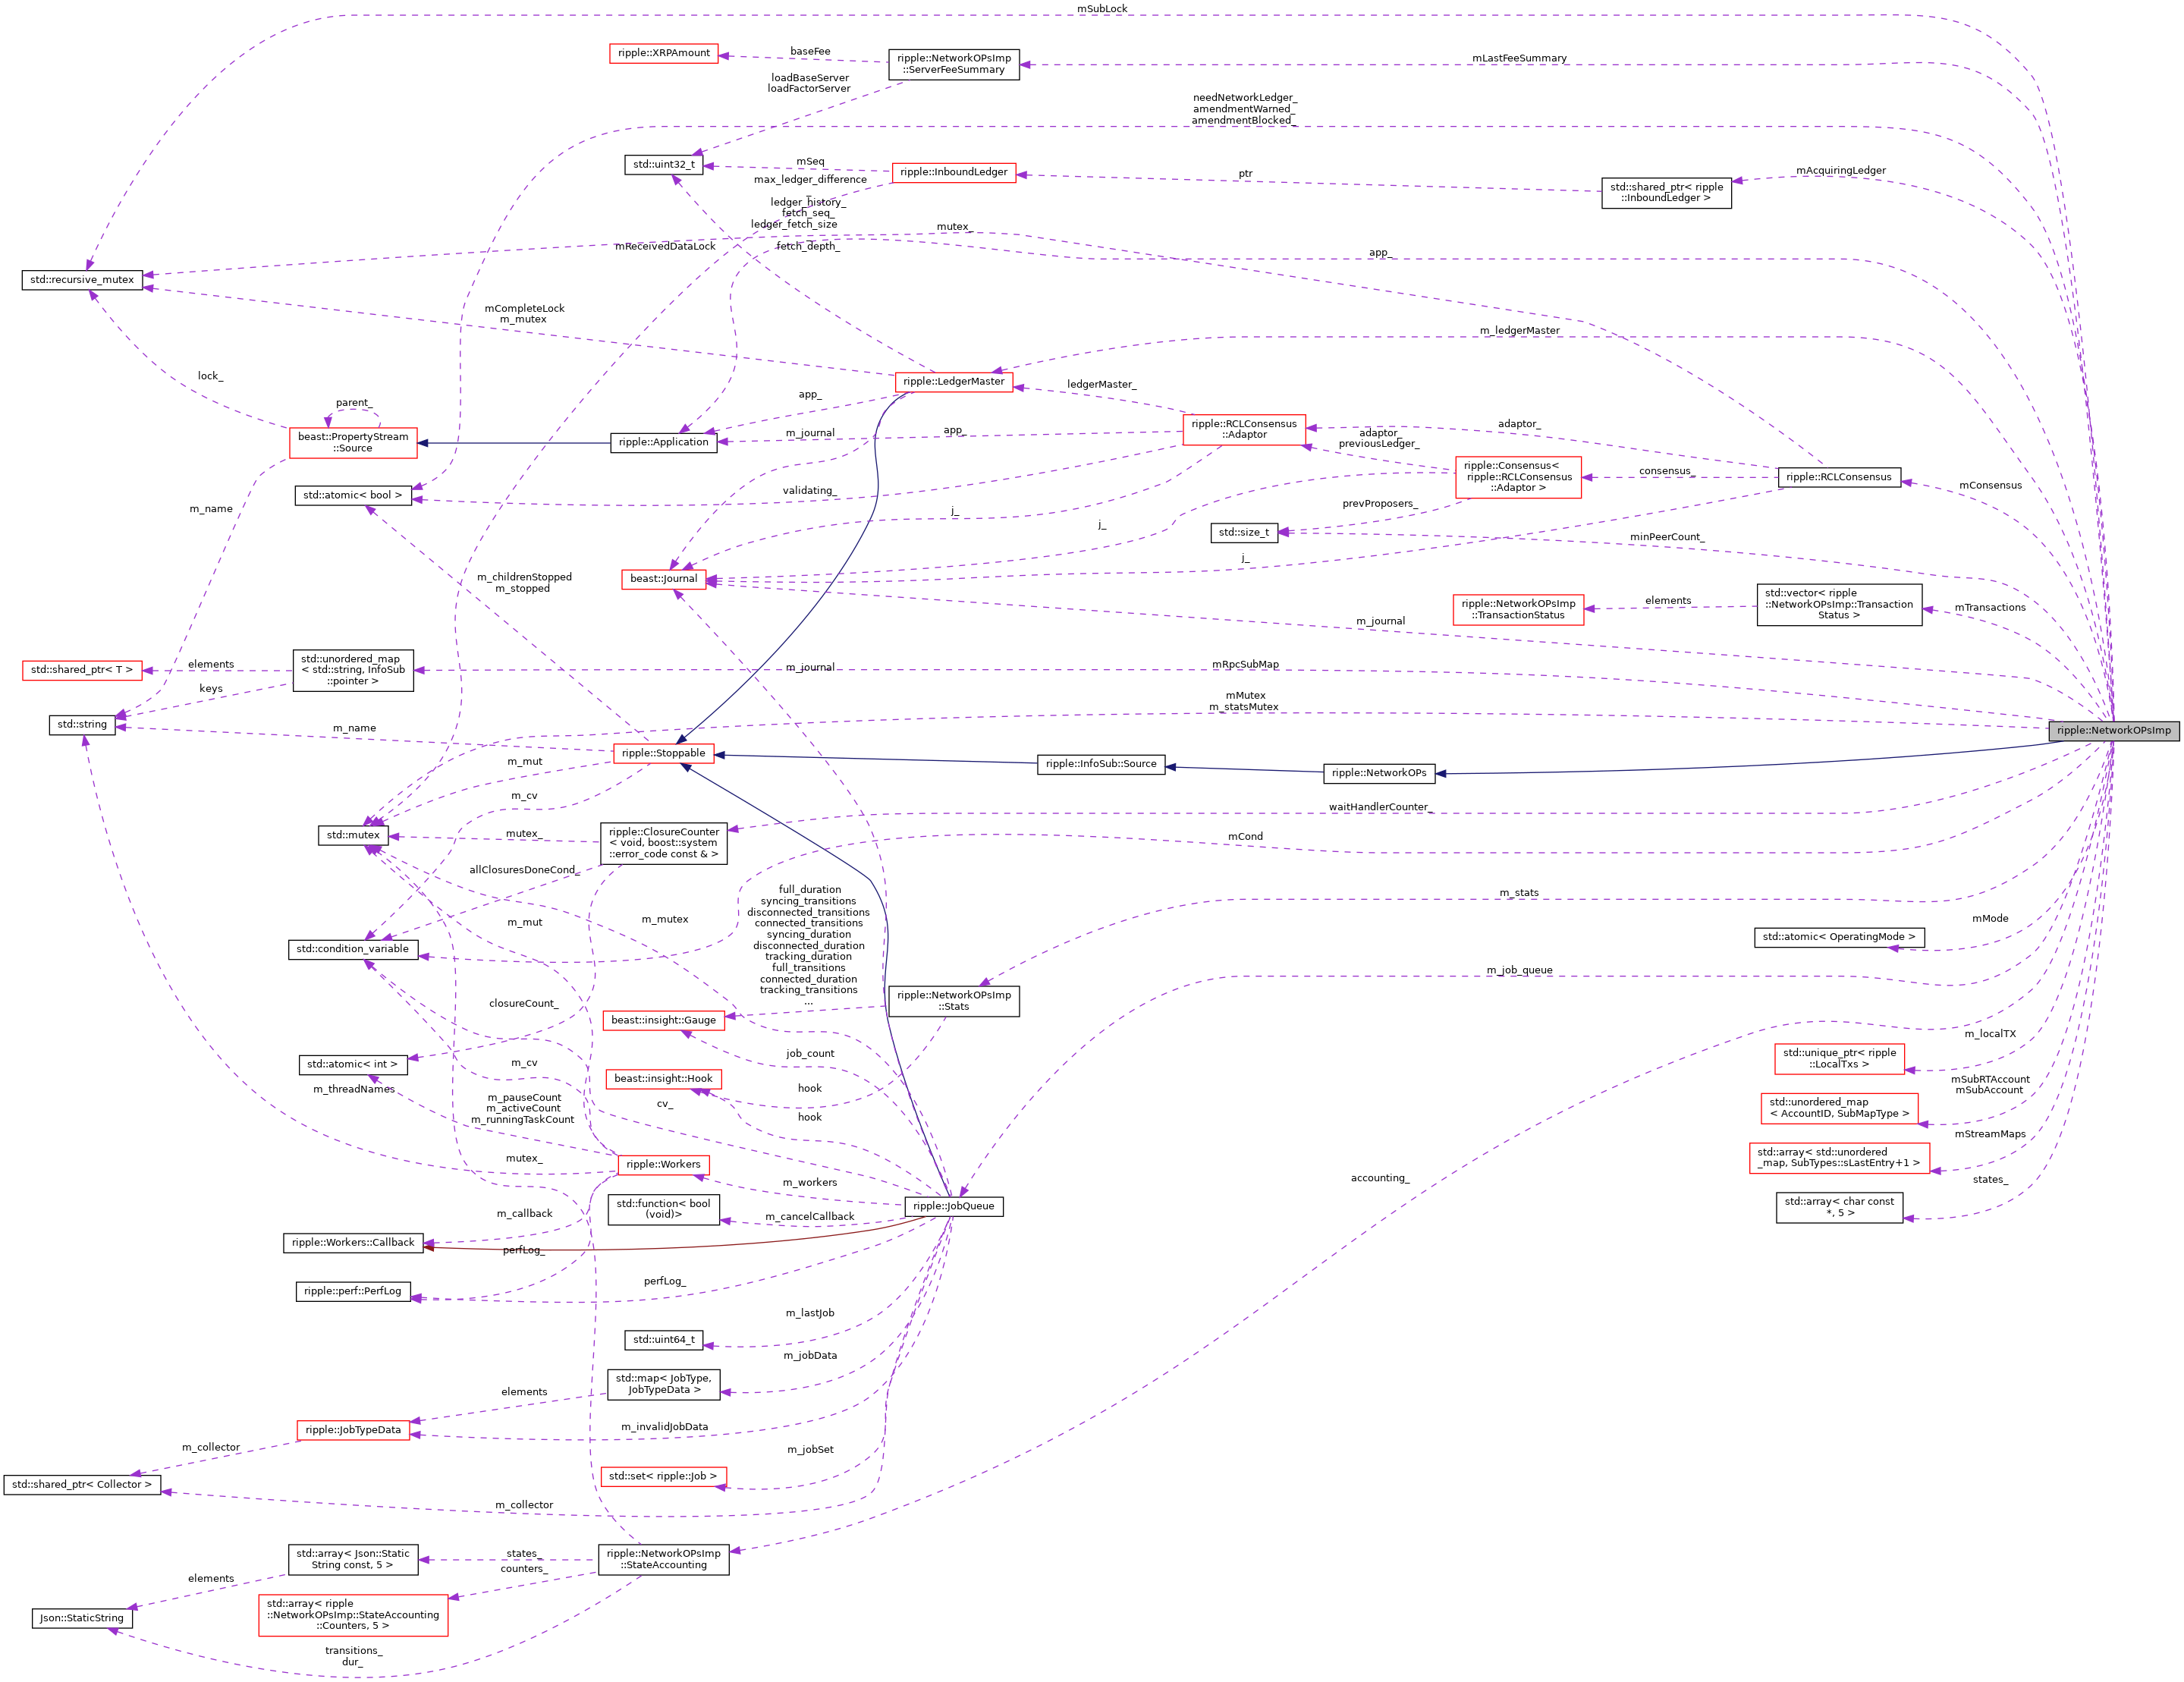 mSubLock
ripple::XRPAmount
baseFee
ripple::NetworkOPsImp
::ServerFeeSummary
mLastFeeSummary
loadBaseServer
loadFactorServer
needNetworkLedger_
amendmentWarned_
amendmentBlocked_
std::uint32_t
mSeq
ripple::InboundLedger
ptr
std::shared_ptr< ripple
::InboundLedger >
mAcquiringLedger
max_ledger_difference
_
ledger_history_
fetch_seq_
ledger_fetch_size
_
fetch_depth_
mReceivedDataLock
mutex_
app_
std::recursive_mutex
mCompleteLock
m_mutex
m_ledgerMaster
lock_
parent_
ripple::LedgerMaster
ledgerMaster_
app_
beast::PropertyStream
::Source
ripple::Application
m_journal
app_
ripple::RCLConsensus
::Adaptor
adaptor_
adaptor_
previousLedger_
ripple::Consensus<
ripple::RCLConsensus
::Adaptor >
consensus_
ripple::RCLConsensus
mConsensus
std::atomic< bool >
validating_
m_name
j_
j_
prevProposers_
std::size_t
minPeerCount_
j_
m_childrenStopped
m_stopped
beast::Journal
ripple::NetworkOPsImp
::TransactionStatus
elements
std::vector< ripple
::NetworkOPsImp::Transaction
Status >
mTransactions
m_journal
std::shared_ptr< T >
elements
std::unordered_map
< std::string, InfoSub
::pointer >
m_journal
mRpcSubMap
keys
mMutex
m_statsMutex
std::string
m_name
ripple::NetworkOPsImp
ripple::Stoppable
ripple::InfoSub::Source
ripple::NetworkOPs
m_mut
m_cv
waitHandlerCounter_
std::mutex
mutex_
ripple::ClosureCounter
< void, boost::system
::error_code const & >
mCond
allClosuresDoneCond_
full_duration
syncing_transitions
disconnected_transitions
connected_transitions
syncing_duration
disconnected_duration
tracking_duration
full_transitions
connected_duration
tracking_transitions
...
m_stats
m_mut
m_mutex
mMode
std::atomic< OperatingMode >
std::condition_variable
m_job_queue
closureCount_
ripple::NetworkOPsImp
::Stats
beast::insight::Gauge
job_count
m_localTX
std::unique_ptr< ripple
::LocalTxs >
std::atomic< int >
m_cv
beast::insight::Hook
hook
m_threadNames
m_pauseCount
m_activeCount
m_runningTaskCount
cv_
hook
mSubRTAccount
mSubAccount
std::unordered_map
< AccountID, SubMapType >
mStreamMaps
std::array< std::unordered
_map, SubTypes::sLastEntry+1 >
mutex_
ripple::Workers
m_workers
accounting_
states_
std::array< char const
*, 5 >
std::function< bool
(void)>
m_cancelCallback
ripple::JobQueue
m_callback
ripple::Workers::Callback
perfLog_
ripple::perf::PerfLog
perfLog_
m_lastJob
std::uint64_t
m_jobData
std::map< JobType,
JobTypeData >
elements
ripple::JobTypeData
m_invalidJobData
m_collector
m_jobSet
std::set< ripple::Job >
std::shared_ptr< Collector >
m_collector
std::array< Json::Static
String const, 5 >
states_
counters_
ripple::NetworkOPsImp
::StateAccounting
elements
Json::StaticString
std::array< ripple
::NetworkOPsImp::StateAccounting
::Counters, 5 >
transitions_
dur_